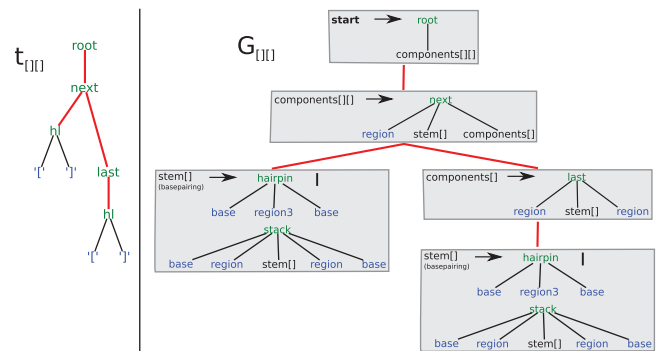 t[][]
root
next
hl
'[' ']'
last
hl
'[' ']'
G[][]
start root
components[][]
components[][] next
region stem[] components[]
stem[] hairpin |
(basepairing)
base region3 base
stack
base region stem[] region base
components[] last
region stem[] region
stem[] hairpin |
(basepairing)
base region3 base
stack
base region stem[] region base